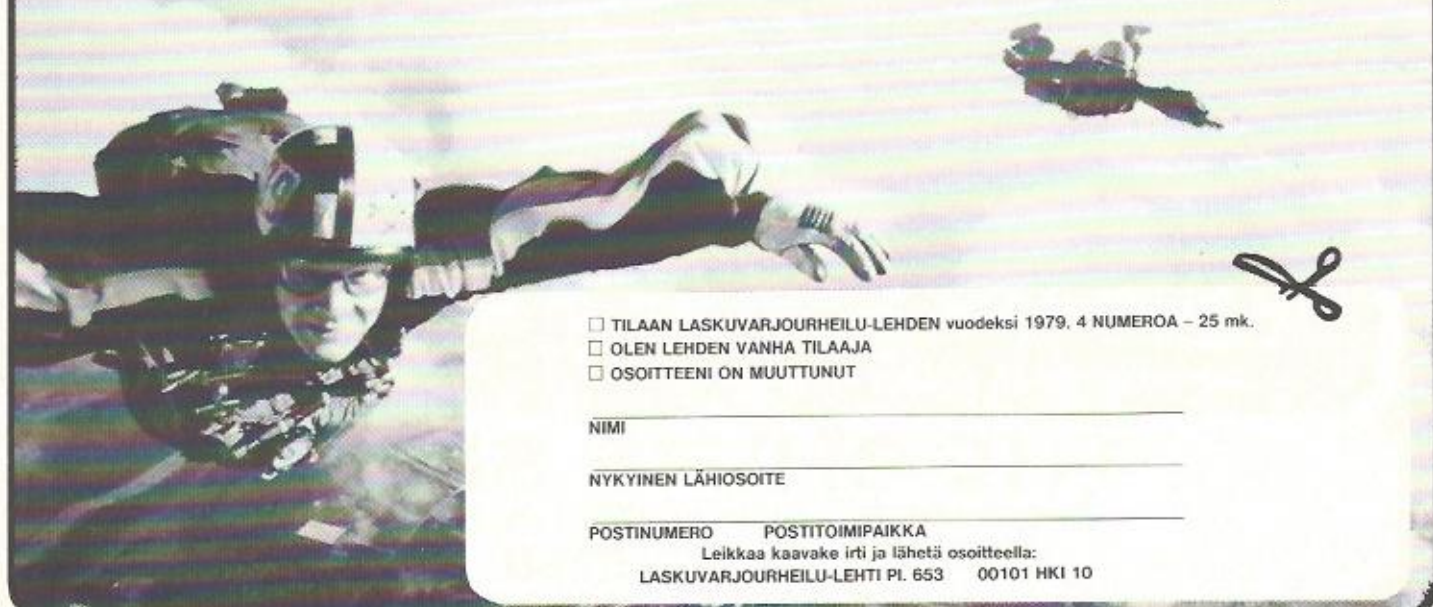 ☐ TILAAN LASKUVARJOURHEILU-LEHDEN vuodeksi 1979. 4 NUMEROA – 25 mk.
☐ OLEN LEHDEN VANHA TILAAJA
☐ OSOITTEENI ON MUUTTUNUT
NIMI
NYKYINEN LÄHIOSOITE
POSTINUMERO POSTITOIMIPAIKKA
Leikkaa kaavake irti ja lähetä osoitteella:
LASKUVARJOURHEILU-LEHTI Pl. 653 00101 HKI 10